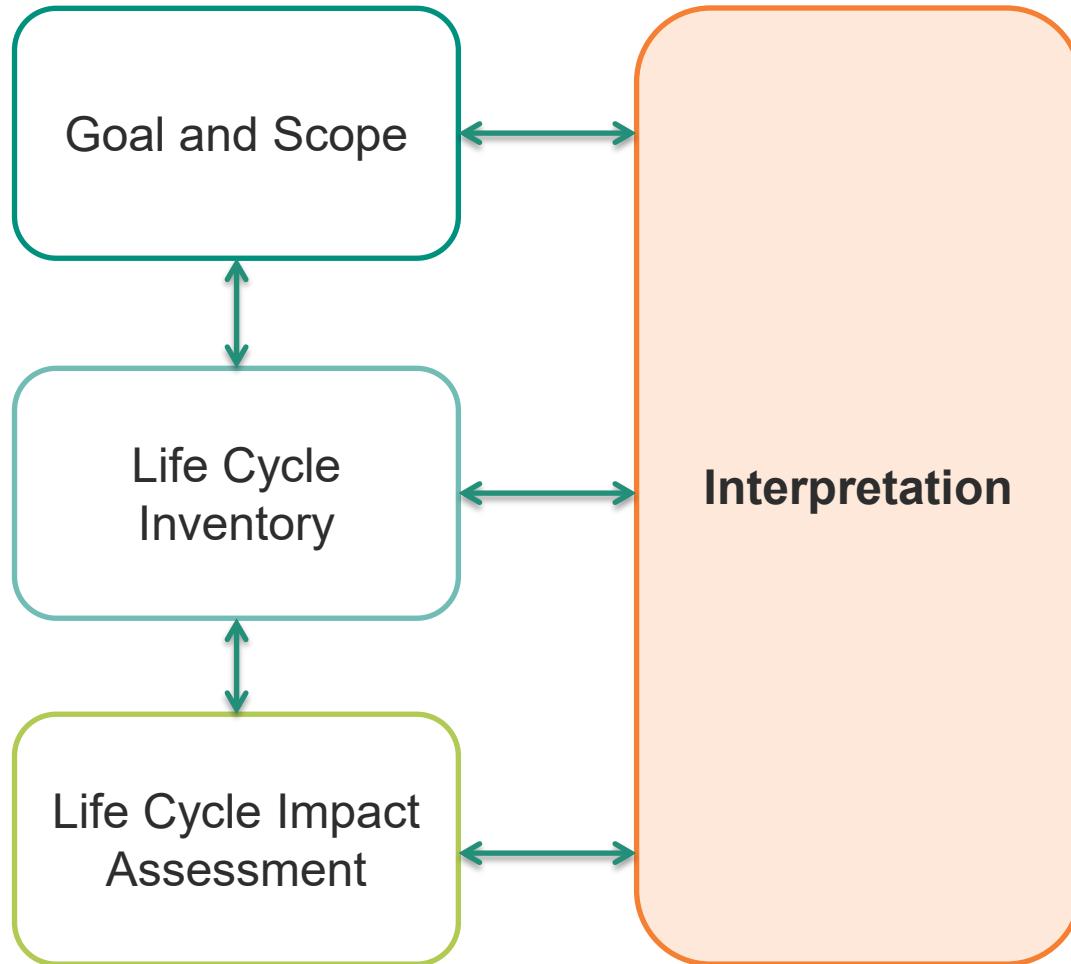 Goal and Scope
Life Cycle
Inventory
Interpretation
Life Cycle Impact
Assessment